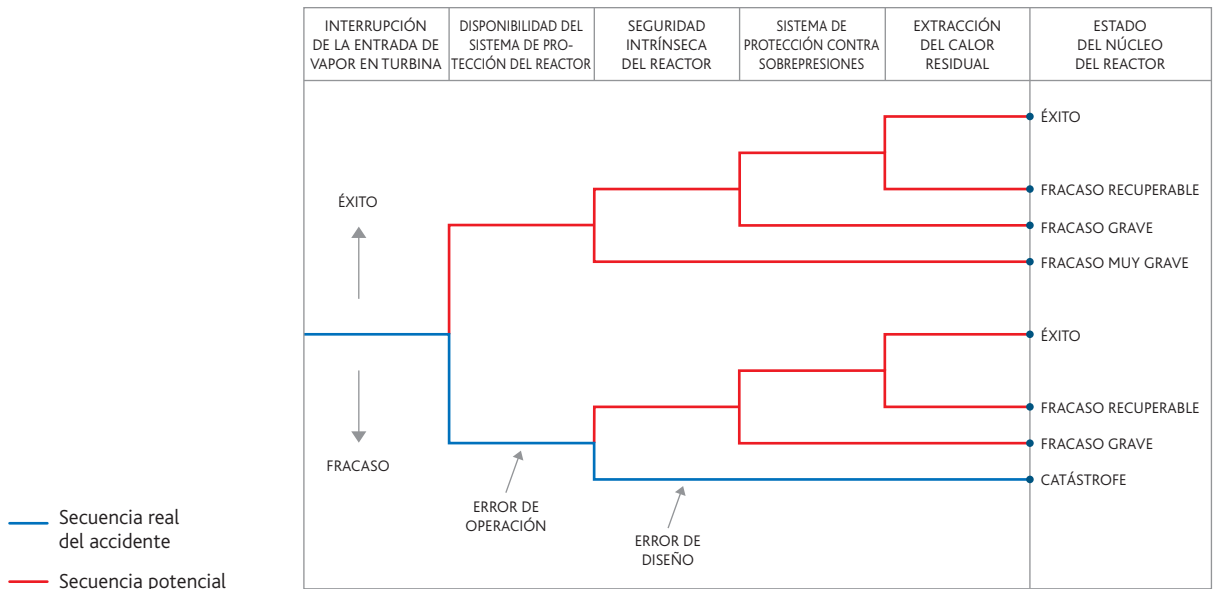 INTERRUPCIÓN
DE LA ENTRADA DE
VAPOR EN TURBINA
DISPONIBILIDAD DEL
SISTEMA DE PRO-
TECCIÓN DEL REACTOR
SEGURIDAD
INTRÍNSECA
DEL REACTOR
SISTEMA DE
PROTECCIÓN CONTRA
SOBREPRESIONES
EXTRACCIÓN
DEL CALOR
RESIDUAL
ESTADO
DEL NÚCLEO
DEL REACTOR
ÉXITO
FRACASO
ÉXITO
FRACASO RECUPERABLE
FRACASO GRAVE
FRACASO MUY GRAVE
ÉXITO
FRACASO RECUPERABLE
FRACASO GRAVE
CATÁSTROFE
ERROR DE
OPERACIÓN
ERROR DE
DISEÑO
Secuencia real
del accidente
Secuencia potencial